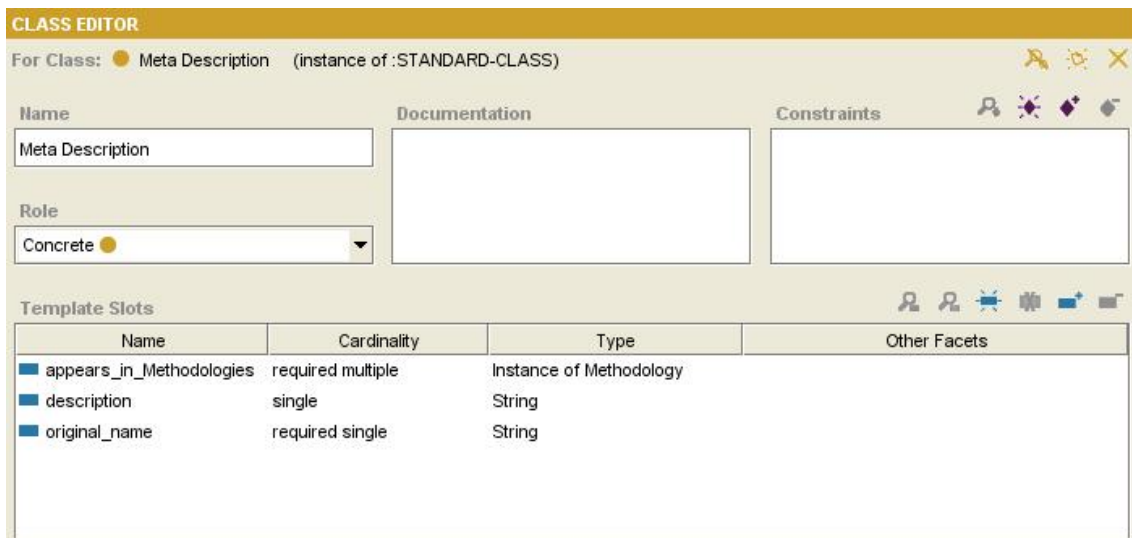 CLASS EDITOR
For Class: Meta Description (instance of :STANDARD-CLASS)
Name Documentation Constraints
Meta Description
Role
Concrete
Template Slots
Name Cardinality Type Other Facets
appears_in_Methodologies required multiple Instance of Methodology
description single String
original_name required single String